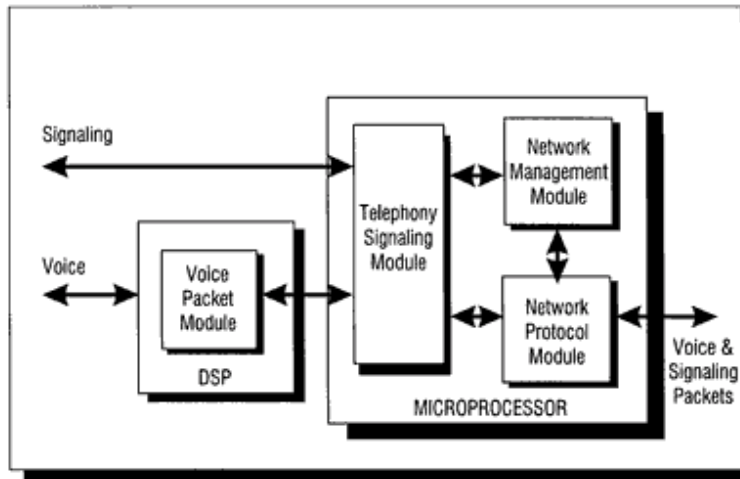 Signaling
Voice
Voice
Packet
Module
DSP
Telephony
Signaling
Module
Network
Management
Module
Network
Protocol
Module
MICROPROCESSOR
Voice &
Signaling
Packets